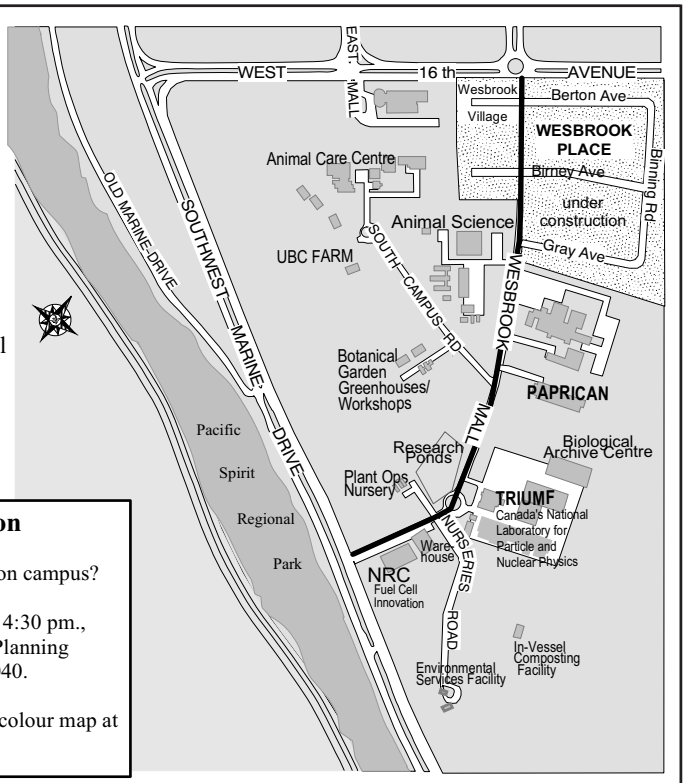 EAST MALL
WEST 16 th AVENUE
Wesbrook
Village
Berton Ave
WESBROOK
PLACE
Binning Rd
Birney Ave
under
construction
Gray Ave
Animal Care Centre
Animal Science
UBC FARM
SOUTH CAMPUS RD
OLD MARINE DRIVE
SOUTHWEST MARINE DRIVE
WESBROOK MALL
Botanical
Garden
Greenhouses/
Workshops
PAPRICAN
Pacific
Spirit
Regional
Park
Research
Ponds
Biological
Archive Centre
Plant Ops
Nursery
TRIUMF
Canada's National
Laboratory for
Particle and
Nuclear Physics
Ware-
house
NURSERIES ROAD
NRC
Fuel Cell
Innovation
In-Vessel
Composting
Facility
Environmental
Services Facility
l
on
on campus?
4:30 pm.,
Planning
040.
colour map at